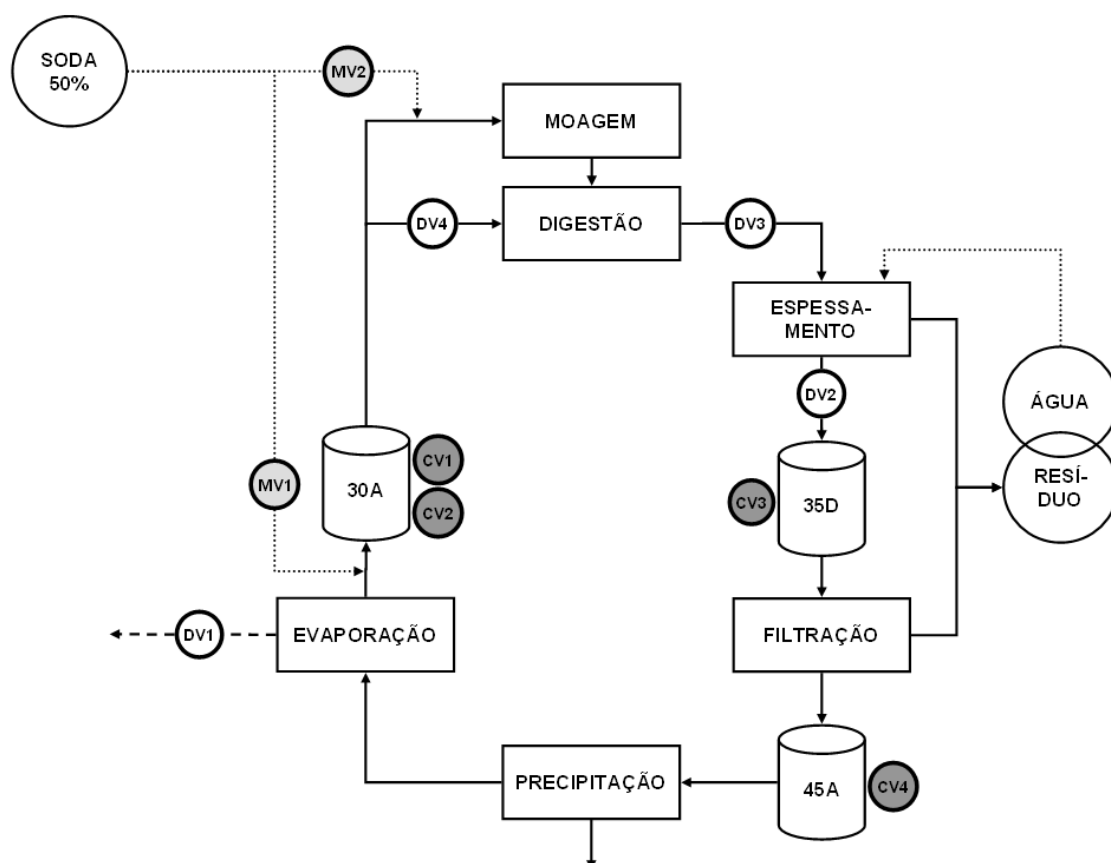 SODA
50%
MV2
MOAGEM
DV4
DIGESTÃO
DV3
ESPESSA-
MENTO
ÁGUA
DV2
CV1
MV1
30A
CV2
CV3
35D
RESÍ-
DUO
DV1
EVAPORAÇÃO
FILTRAÇÃO
PRECIPITAÇÃO
45A
CV4